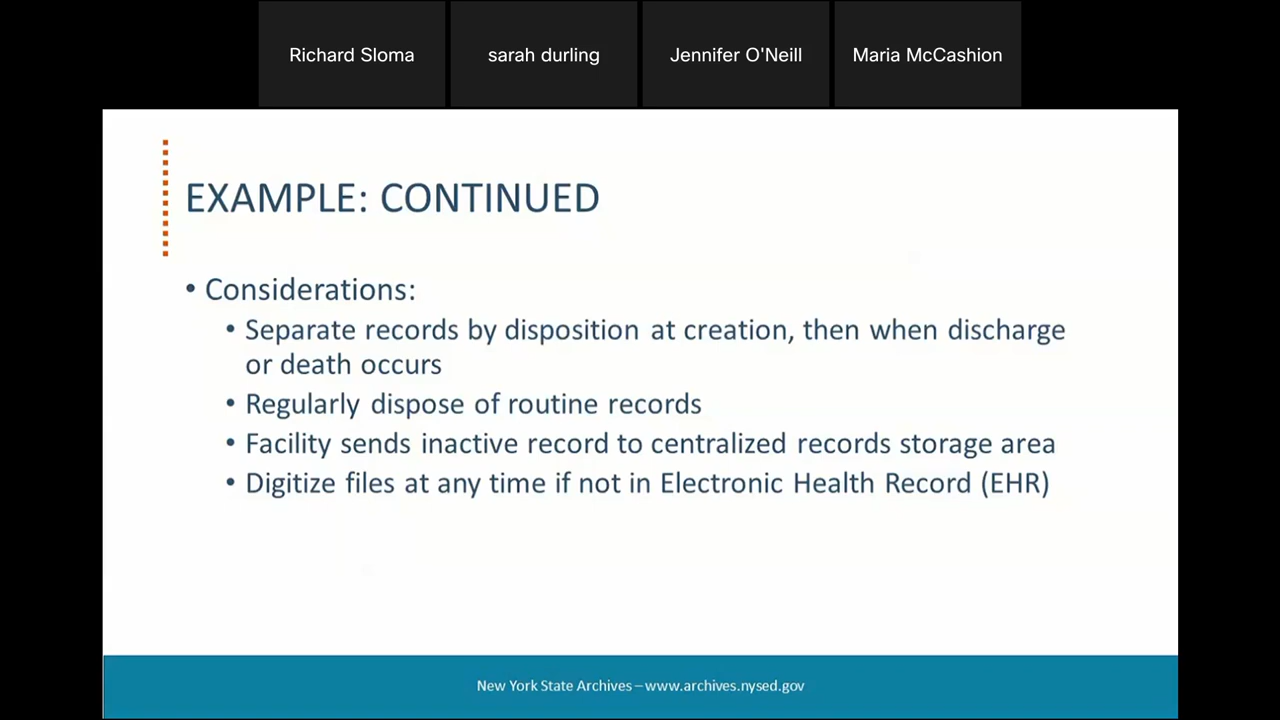 Richard Sloma
sarah durling
Jennifer O'Neill
Maria McCashion
EXAMPLE: CONTINUED
• Considerations:
• Separate records by disposition at creation, then when discharge
or death occurs
• Regularly dispose of routine records
• Facility sends inactive record to centralized records storage area
• Digitize files at any time if not in Electronic Health Record (EHR)
New York State Archives – www.archives.nysed.gov